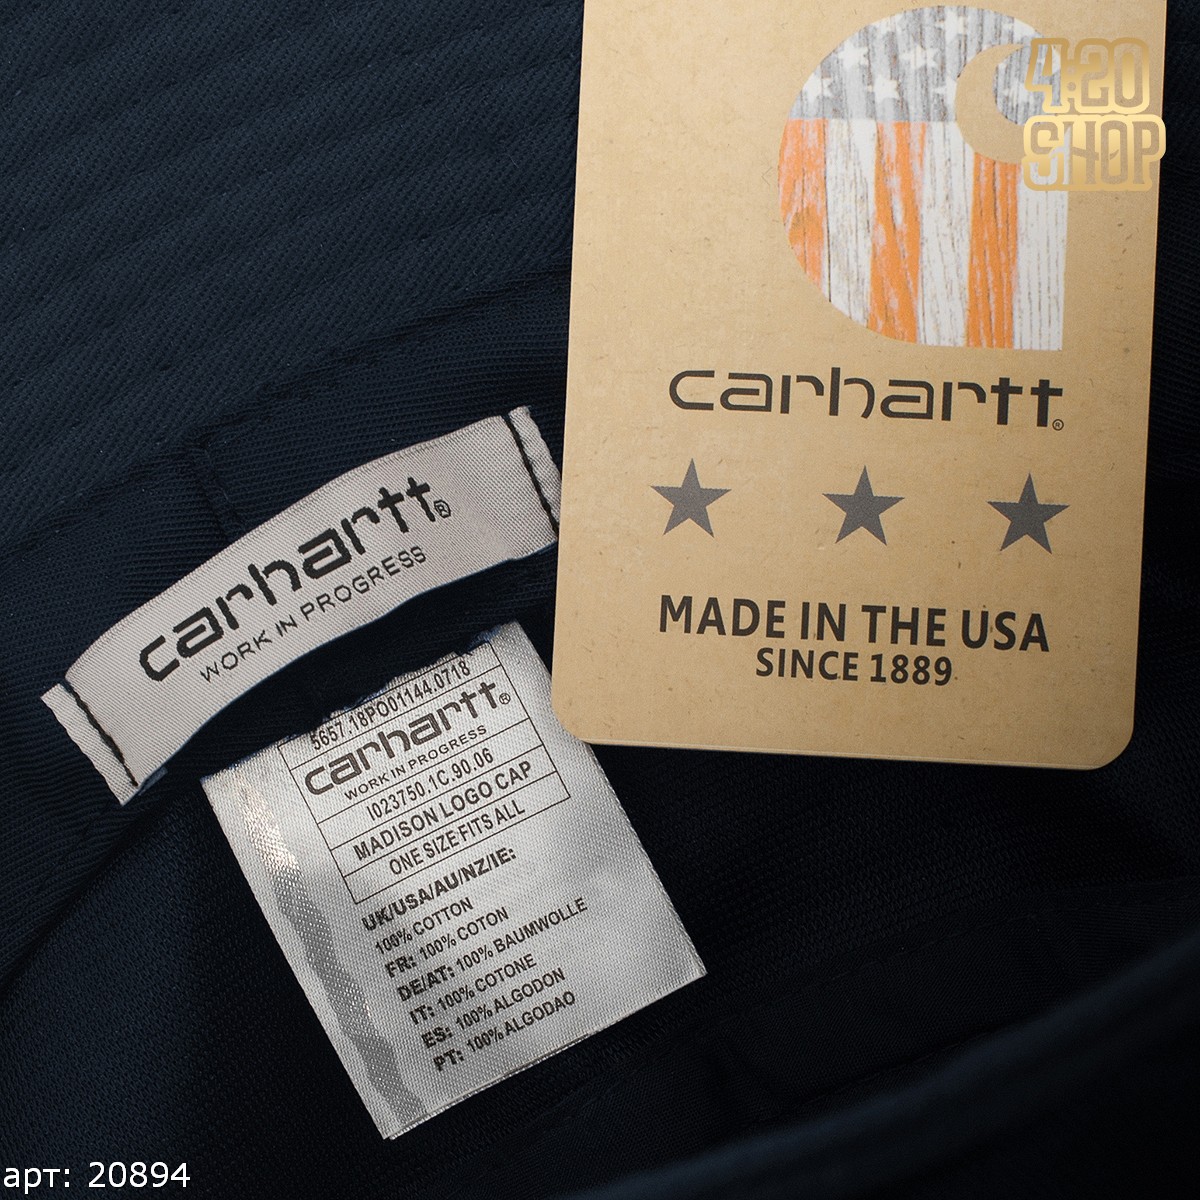 4:20
SHOP
carhartt®
MADE IN THE USA
SINCE 1889
carhartt®
WORK IN PROGRESS
5657.18PO01144.0718
carhartt®
WORK IN PROGRESS
I023750.1C.90.06
MADISON LOGO CAP
ONE SIZE FITS ALL
UK/USA/AU/NZ/IE:
100% COTTON
FR: 100% COTON
DE/AT: 100% BAUMWOLLE
IT: 100% COTONE
ES: 100% ALGODON
PT: 100% ALGODAO
арт: 20894